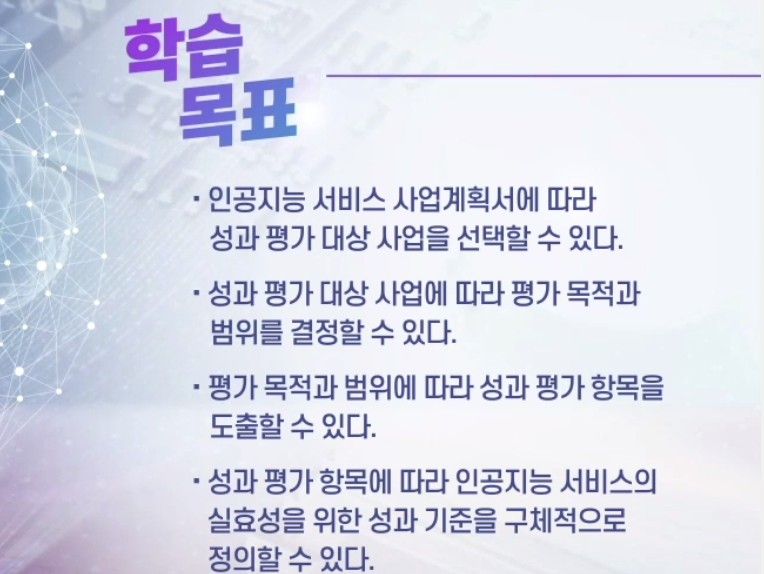 학습
목표
· 인공지능 서비스 사업계획서에 따라
성과 평가 대상 사업을 선택할 수 있다.
· 성과 평가 대상 사업에 따라 평가 목적과
범위를 결정할 수 있다.
· 평가 목적과 범위에 따라 성과 평가 항목을
도출할 수 있다.
· 성과 평가 항목에 따라 인공지능 서비스의
실효성을 위한 성과 기준을 구체적으로
정의할 수 있다.